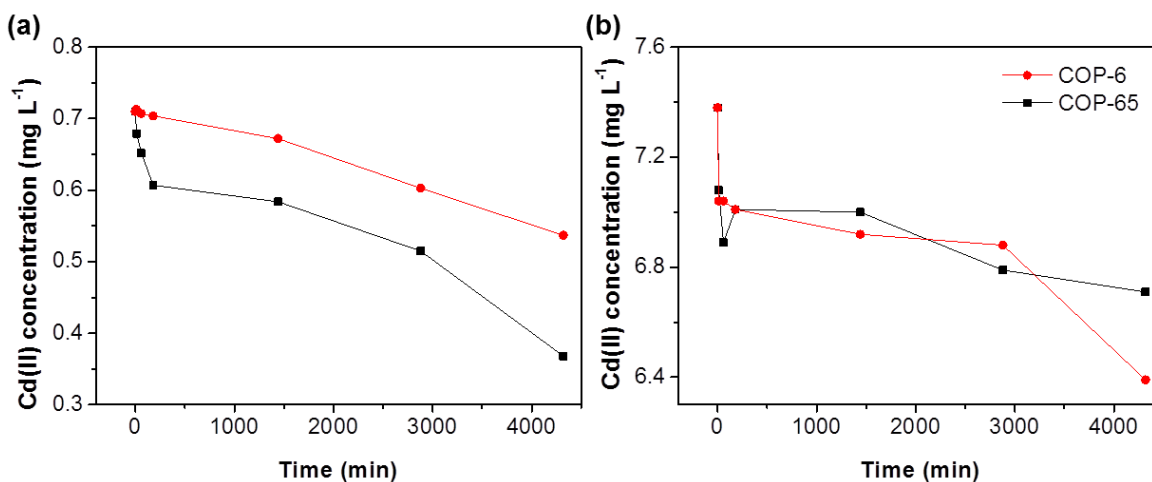 (a)
0.8
0.7
0.6
0.5
0.4
0.3
Cd(II) concentration (mg L⁻¹)
0 1000 2000 3000 4000
Time (min)
(b)
7.6
7.2
6.8
6.4
Cd(II) concentration (mg L⁻¹)
COP-6
COP-65
0 1000 2000 3000 4000
Time (min)